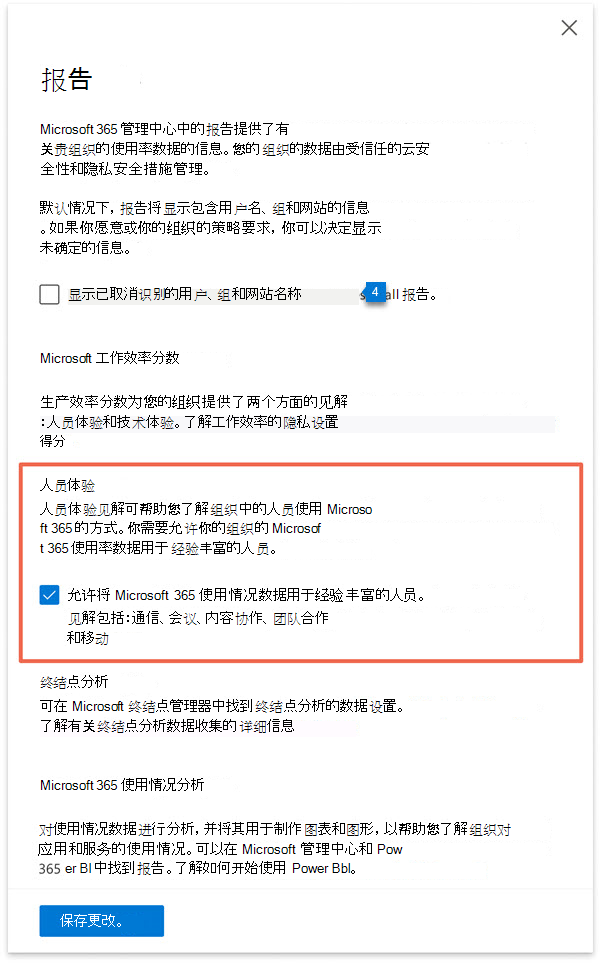 报告
Microsoft 365 管理中心中的报告提供了有
关贵组织的使用率数据的信息。您的组织的数据由受信任的云安
全性和隐私安全措施管理。
默认情况下，报告将显示包含用户名、组和网站的信息
。如果你愿意或你的组织的策略要求，你可以决定显示
未确定的信息。
显示已取消识别的用户、组和网站名称
4
all 报告。
Microsoft 工作效率分数
生产效率分数为您的组织提供了两个方面的见解
：人员体验和技术体验。了解工作效率的隐私设置
得分
人员体验
人员体验见解可帮助您了解组织中的人员使用 Microso
ft 365 的方式。你需要允许你的组织的 Microsof
t 365 使用率数据用于经验丰富的人员。
允许将 Microsoft 365 使用情况数据用于经验丰富的人员。
见解包括：通信、会议、内容协作、团队合作
和移动
终结点分析
可在 Microsoft 终结点管理器中找到终结点分析的数据设置。
了解有关终结点分析数据收集的详细信息
Microsoft 365 使用情况分析
对使用情况数据进行分析，并将其用于制作图表和图形，以帮助您了解组织对
应用和服务的使用情况。可以在 Microsoft 管理中心和 Pow
365 er BI 中找到报告。了解如何开始使用 Power BbI。
保存更改。